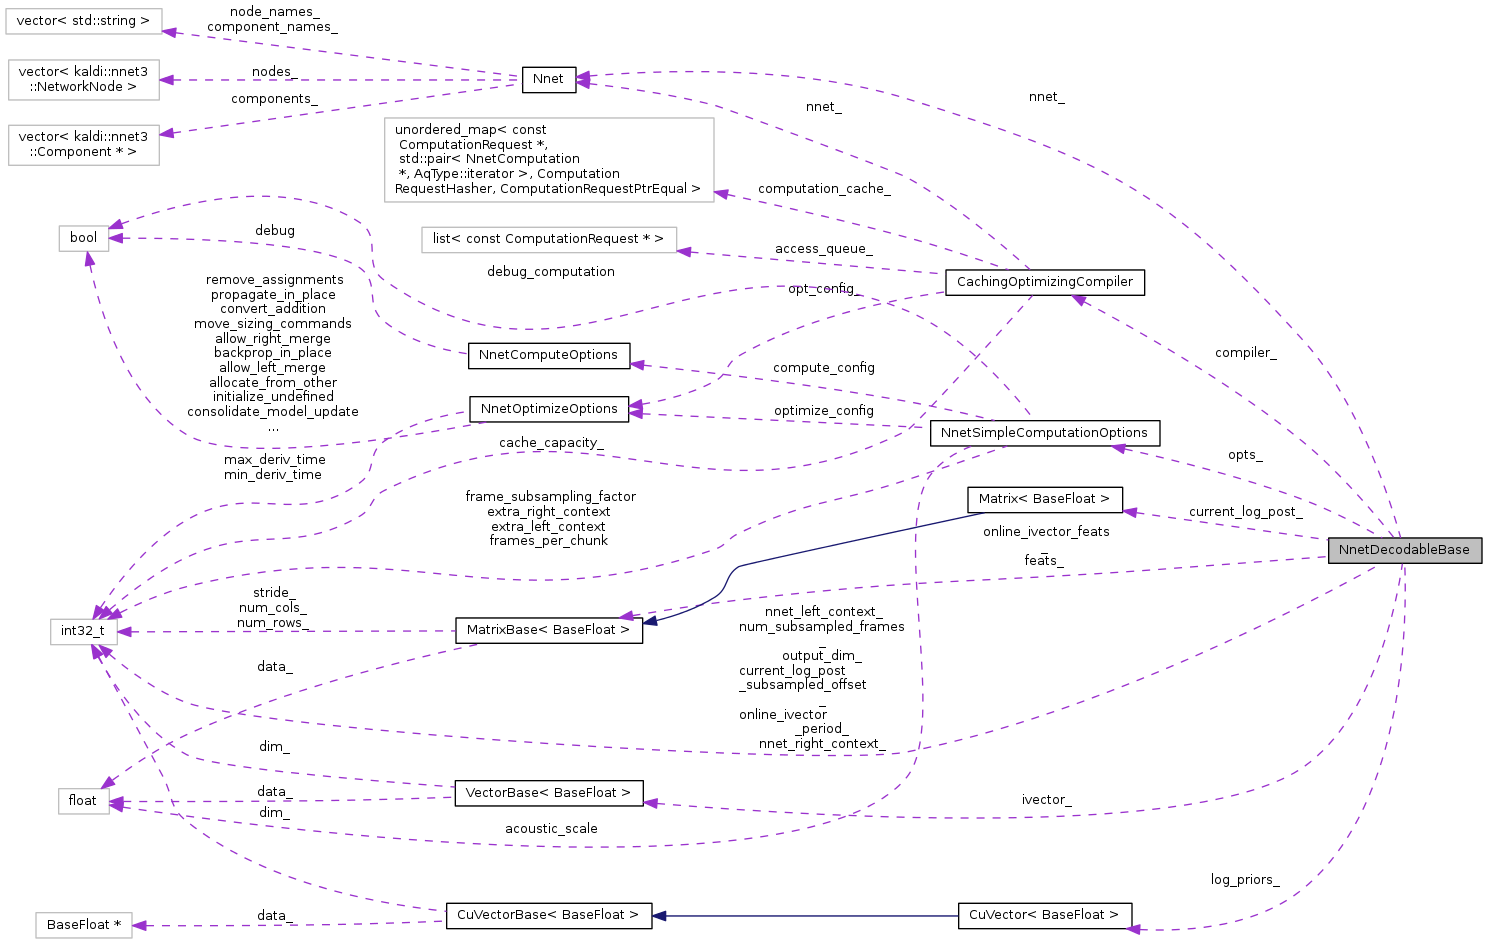 vector< std::string >
node_names_
component_names_
vector< kaldi::nnet3
::NetworkNode >
nodes_
Nnet
components_
vector< kaldi::nnet3
::Component * >
nnet_
nnet_
unordered_map< const
ComputationRequest *,
std::pair< NnetComputation
*, AqType::iterator >, Computation
RequestHasher, ComputationRequestPtrEqual >
computation_cache_
bool
debug
list< const ComputationRequest * >
access_queue_
debug_computation
CachingOptimizingCompiler
opt_config_
remove_assignments
propagate_in_place
convert_addition
move_sizing_commands
allow_right_merge
backprop_in_place
allow_left_merge
allocate_from_other
initialize_undefined
consolidate_model_update
...
NnetComputeOptions
compute_config
compiler_
NnetOptimizeOptions
optimize_config
NnetSimpleComputationOptions
cache_capacity_
opts_
max_deriv_time
min_deriv_time
frame_subsampling_factor
extra_right_context
extra_left_context
frames_per_chunk
Matrix< BaseFloat >
current_log_post_
online_ivector_feats
_
feats_
NnetDecodableBase
stride_
num_cols_
num_rows_
int32_t
MatrixBase< BaseFloat >
data_
nnet_left_context_
num_subsampled_frames
_
output_dim_
current_log_post
_subsampled_offset
_
online_ivector
_period_
nnet_right_context_
dim_
float
data_
VectorBase< BaseFloat >
ivector_
dim_
acoustic_scale
log_priors_
BaseFloat *
data_
CuVectorBase< BaseFloat >
CuVector< BaseFloat >